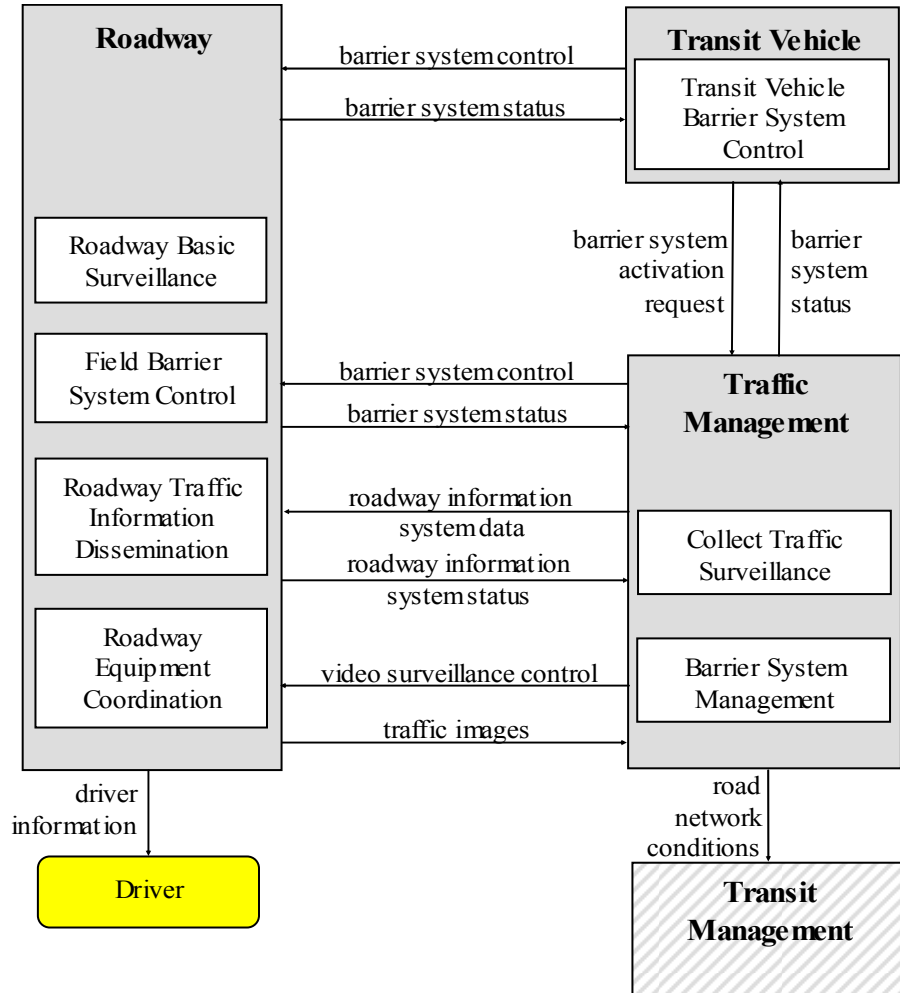 Roadway
Transit Vehicle
barrier system control
Transit Vehicle
Barrier System
Control
barrier system status
Roadway Basic
Surveillance
barrier system
activation
request
barrier
system
status
Field Barrier
System Control
barrier system control
Traffic
Management
barrier system status
Roadway Traffic
Information
Dissemination
roadway information
system data
Collect Traffic
Surveillance
roadway information
system status
Roadway
Equipment
Coordination
video surveillance control
Barrier System
Management
traffic images
driver
information
road
network
conditions
Driver
Transit
Management